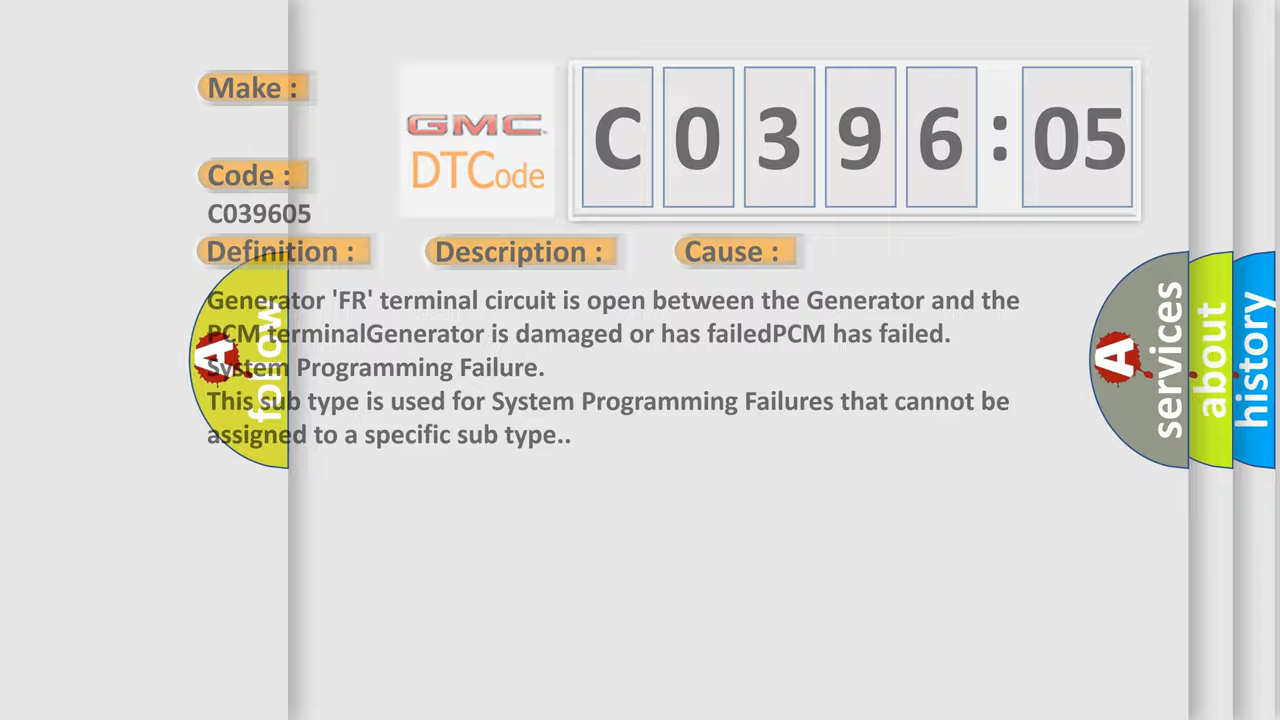 Make :
GMC
DTCode
C 0 3 9 6 : 05
Code :
C039605
Definition :
Description :
Cause :
Generator 'FR' terminal circuit is open between the Generator and the
PCM terminalGenerator is damaged or has failedPCM has failed.
System Programming Failure.
This sub type is used for System Programming Failures that cannot be
assigned to a specific sub type..
A
follow
A
services
about
history